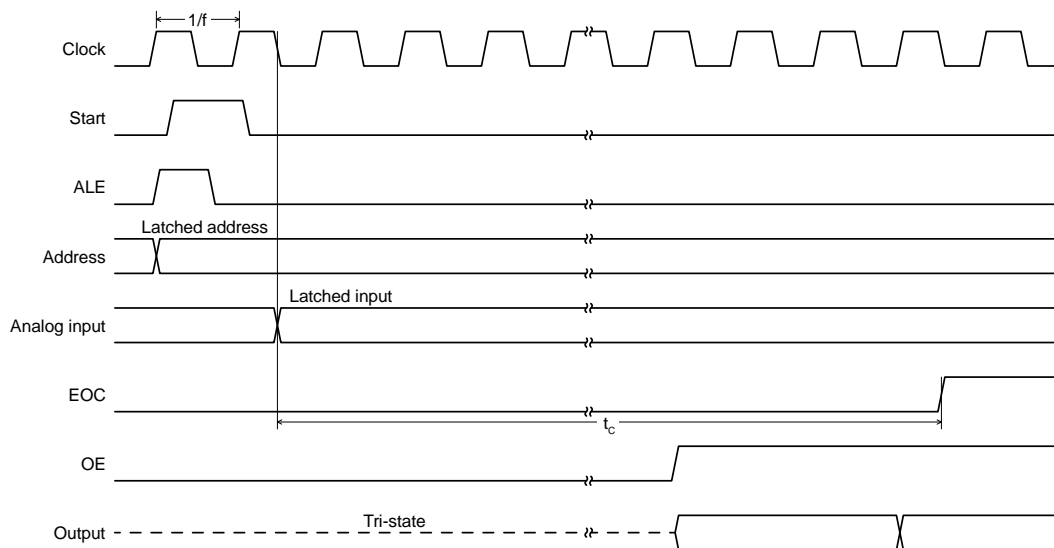 1/f
Clock
Start
ALE
Latched address
Address
Latched input
Analog input
EOC
tc
OE
Tri-state
Output